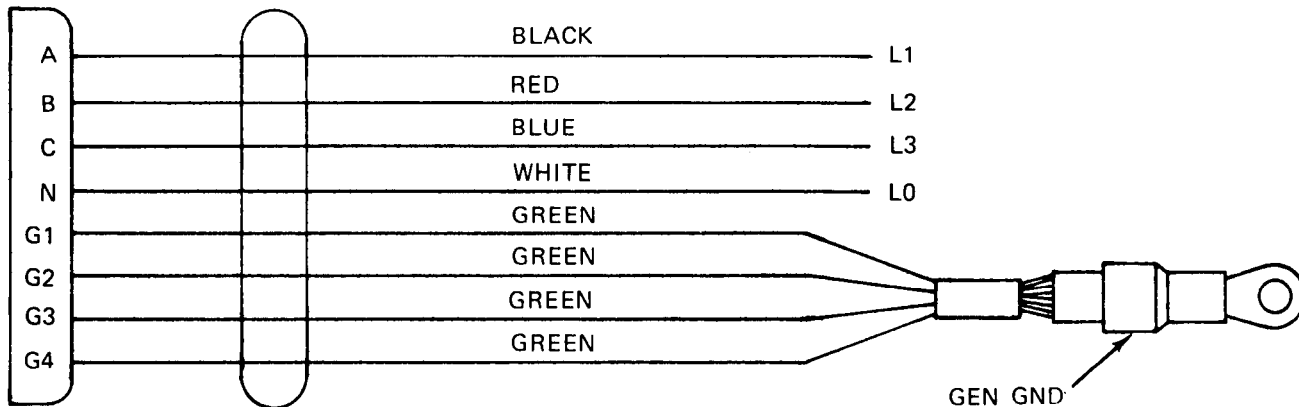 A BLACK L1
B RED L2
C BLUE L3
N WHITE L0
G1 GREEN
G2 GREEN
G3 GREEN
G4 GREEN
GEN GND